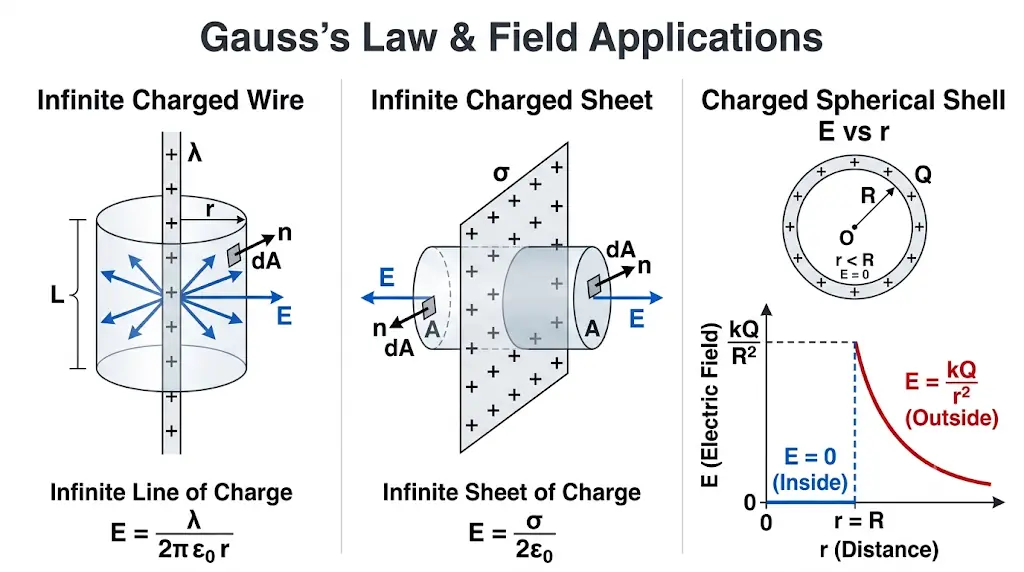 Gauss's Law & Field Applications
Infinite Charged Wire
λ
r
n
dA
L
E
Infinite Line of Charge
E = λ / 2π ε₀ r
Infinite Charged Sheet
σ
E
n
dA
A
n
dA
A
E
Infinite Sheet of Charge
E = σ / 2ε₀
Charged Spherical Shell
E vs r
Q
R
O
r < R
E = 0
E (Electric Field)
kQ / R²
E = kQ / r²
(Outside)
E = 0
(Inside)
0
0
r = R
r (Distance)